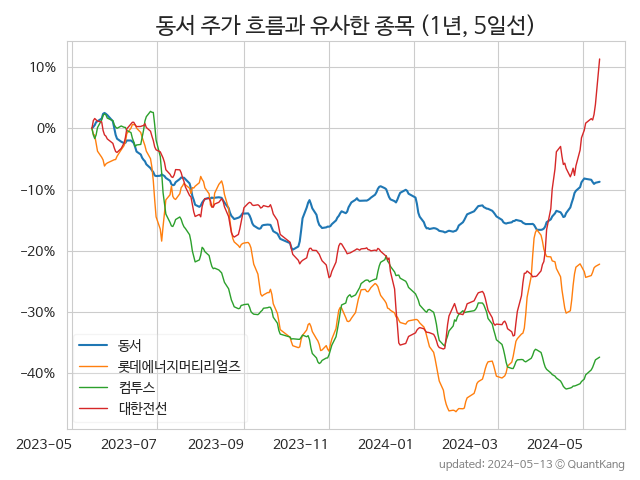 동서 주가 흐름과 유사한 종목 (1년, 5일선)
10%
0%
−10%
−20%
−30%
−40%
동서
롯데에너지머티리얼즈
컴투스
대한전선
2023-05 2023-07 2023-09 2023-11 2024-01 2024-03 2024-05
updated: 2024-05-13 © QuantKang